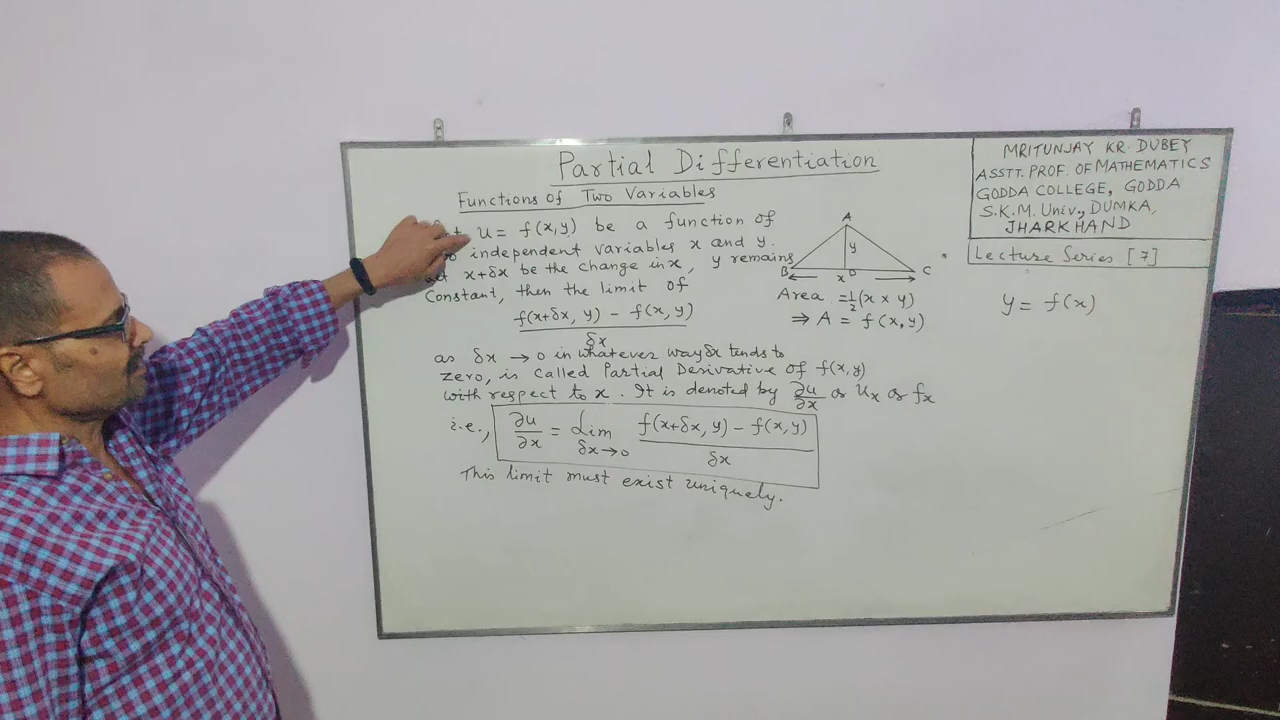 Partial Differentiation
Functions of Two Variables
u = f(x,y) be a function of
independent variables x and y.
x+δx be the change in x, y remains
Constant, then the limit of
f(x+δx, y) - f(x,y)
δx
as δx → 0 in whatever way δx tends to
zero, is called Partial Derivative of f(x,y)
with respect to x. It is denoted by ∂u/∂x or Ux or fx
i.e., ∂u/∂x = Lim δx→0 f(x+δx, y) - f(x,y) / δx
This limit must exist uniquely.
A
y
B x D C
Area = 1/2 (x × y)
⇒ A = f(x,y)
MRITUNJAY KR. DUBEY
ASSTT. PROF. OF MATHEMATICS
GODDA COLLEGE, GODDA
S.K.M. Univ., DUMKA,
JHARKHAND
Lecture Series [7]
y = f(x)